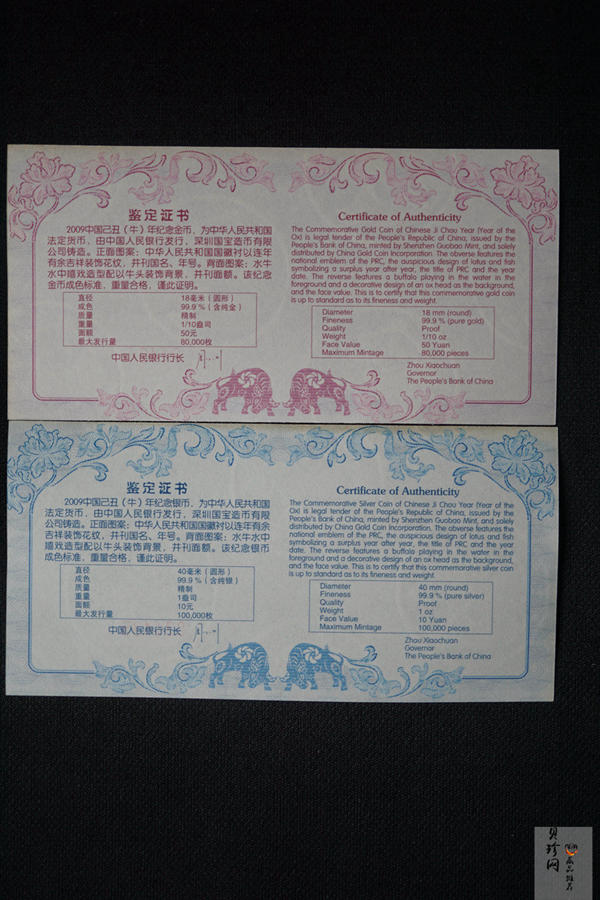 鉴定证书
2009中国己丑（牛）年纪念金币，为中华人民共和国
法定货币，由中国人民银行发行，深圳国宝造币有限
公司铸造。正面图案：中华人民共和国国徽衬以连年
有余吉祥装饰花纹，并刊国名、年号。背面图案：水牛
水中嬉戏造型配以牛头装饰背景，并刊面额。该纪念
金币成色标准，重量合格，谨此证明。
直径 18毫米（圆形）
成色 99.9％（含纯金）
质量 精制
重量 1/10盎司
面额 50元
最大发行量 80,000枚
中国人民银行行长
Certificate of Authenticity
The Commemorative Gold Coin of Chinese Ji Chou Year (Year of the
Ox) is legal tender of the People's Republic of China, issued by the
People's Bank of China, minted by Shenzhen Guobao Mint, and solely
distributed by China Gold Coin Incorporation. The obverse features the
national emblem of the PRC, the auspicious design of lotus and fish
symbolizing a surplus year after year, the title of PRC and the year
date. The reverse features a buffalo playing in the water in the
foreground and a decorative design of an ox head as the background,
and the face value. This is to certify that this commemorative gold coin
is up to standard as to its fineness and weight.
Diameter 18 mm (round)
Fineness 99.9 % (pure gold)
Quality Proof
Weight 1/10 oz
Face Value 50 Yuan
Maximum Mintage 80,000 pieces
Zhou Xiaochuan
Governor
The People's Bank of China
鉴定证书
2009中国己丑（牛）年纪念银币，为中华人民共和国
法定货币，由中国人民银行发行，深圳国宝造币有限
公司铸造。正面图案：中华人民共和国国徽衬以连年有余
吉祥装饰花纹，并刊国名、年号。背面图案：水牛水中
嬉戏造型配以牛头装饰背景，并刊面额。该纪念银币
成色标准，重量合格，谨此证明。
直径 40毫米（圆形）
成色 99.9％（含纯银）
质量 精制
重量 1盎司
面额 10元
最大发行量 100,000枚
中国人民银行行长
Certificate of Authenticity
The Commemorative Silver Coin of Chinese Ji Chou Year (Year of the
Ox) is legal tender of the People's Republic of China, issued by the
People's Bank of China, minted by Shenzhen Guobao Mint, and solely
distributed by China Gold Coin Incorporation. The obverse features the
national emblem of the PRC, the auspicious design of lotus and fish
symbolizing a surplus year after year, the title of PRC and the year
date. The reverse features a buffalo playing in the water in the
foreground and a decorative design of an ox head as the background,
and the face value. This is to certify that this commemorative silver coin
is up to standard as to its fineness and weight.
Diameter 40 mm (round)
Fineness 99.9 % (pure silver)
Quality Proof
Weight 1 oz
Face Value 10 Yuan
Maximum Mintage 100,000 pieces
Zhou Xiaochuan
Governor
The People's Bank of China
贝珍网